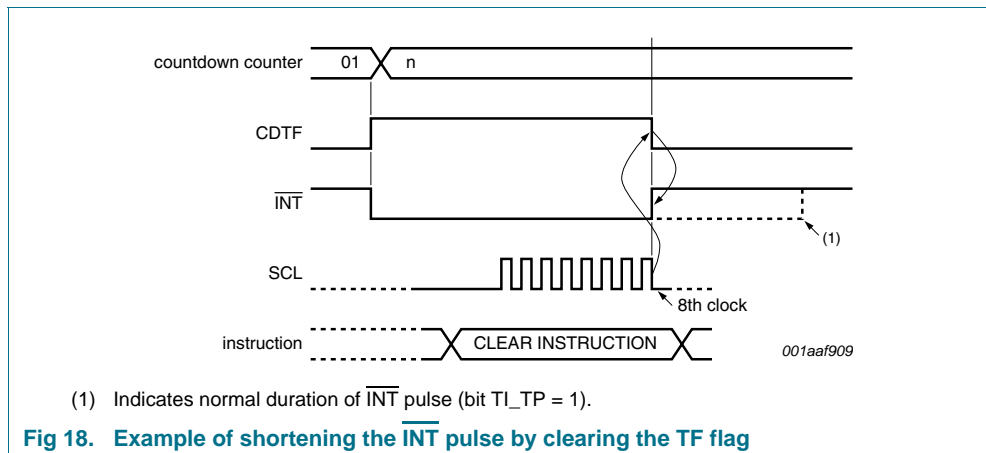 countdown counter 01 n
CDTF
INT
(1)
SCL
8th clock
instruction CLEAR INSTRUCTION
001aaf909
(1) Indicates normal duration of INT pulse (bit TI_TP = 1).
Fig 18. Example of shortening the INT pulse by clearing the TF flag